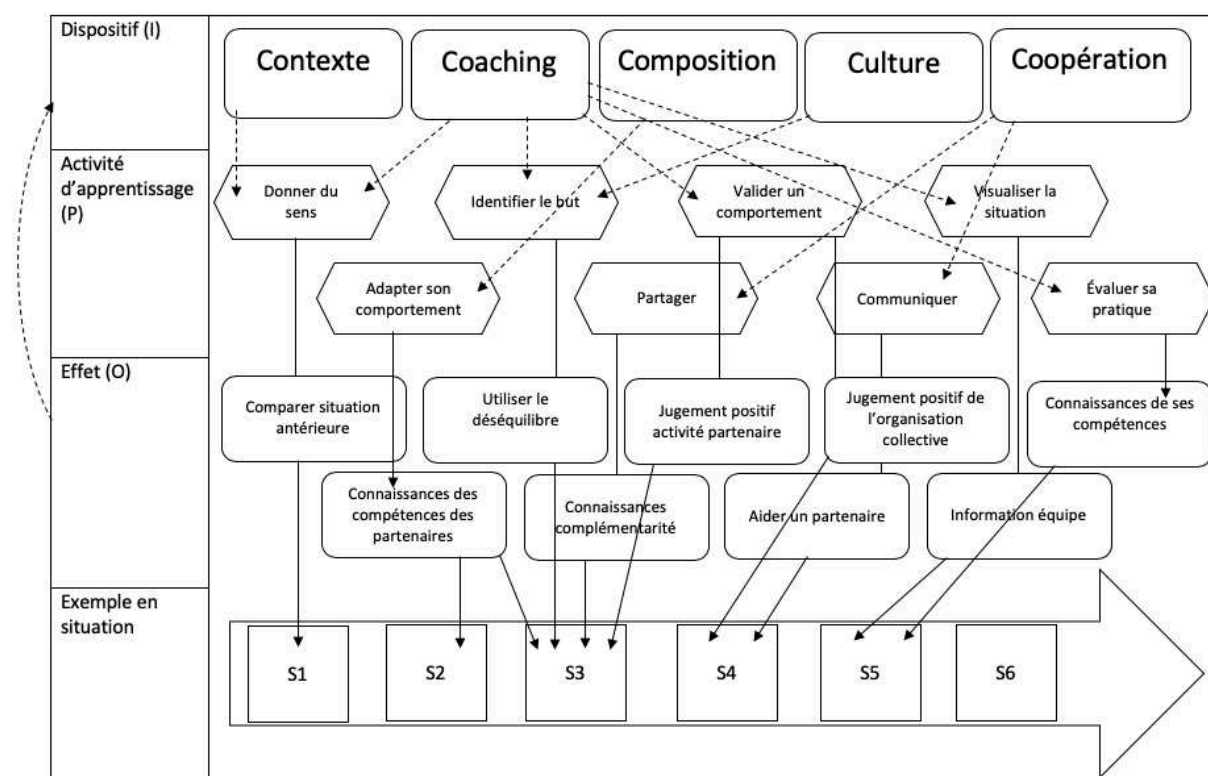 Dispositif (I)
Contexte
Coaching
Composition
Culture
Coopération
Activité
d'apprentissage
(P)
Donner du
sens
Identifier le but
Valider un
comportement
Visualiser la
situation
Adapter son
comportement
Partager
Communiquer
Évaluer sa
pratique
Effet (O)
Comparer situation
antérieure
Utiliser le
déséquilibre
Jugement positif
activité partenaire
Jugement positif de
l'organisation
collective
Connaissances de ses
compétences
Connaissances des
compétences des
partenaires
Connaissances
complémentarité
Aider un partenaire
Information équipe
Exemple en
situation
S1
S2
S3
S4
S5
S6